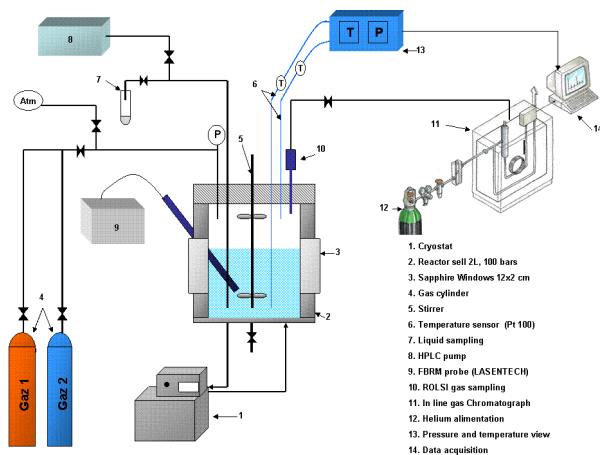 8
T P
13
7
6
T
T
Atm
P
5
10
11
14
12
9
3
4
2
Gaz 1
Gaz 2
1
1. Cryostat
2. Reactor sell 2L, 100 bars
3. Sapphire Windows 12x2 cm
4. Gas cylinder
5. Stirrer
6. Temperature sensor (Pt 100)
7. Liquid sampling
8. HPLC pump
9. FBRM probe (LASENTECH)
10. ROLSI gas sampling
11. In line gas Chromatograph
12. Helium alimentation
13. Pressure and temperature view
14. Data acquisition